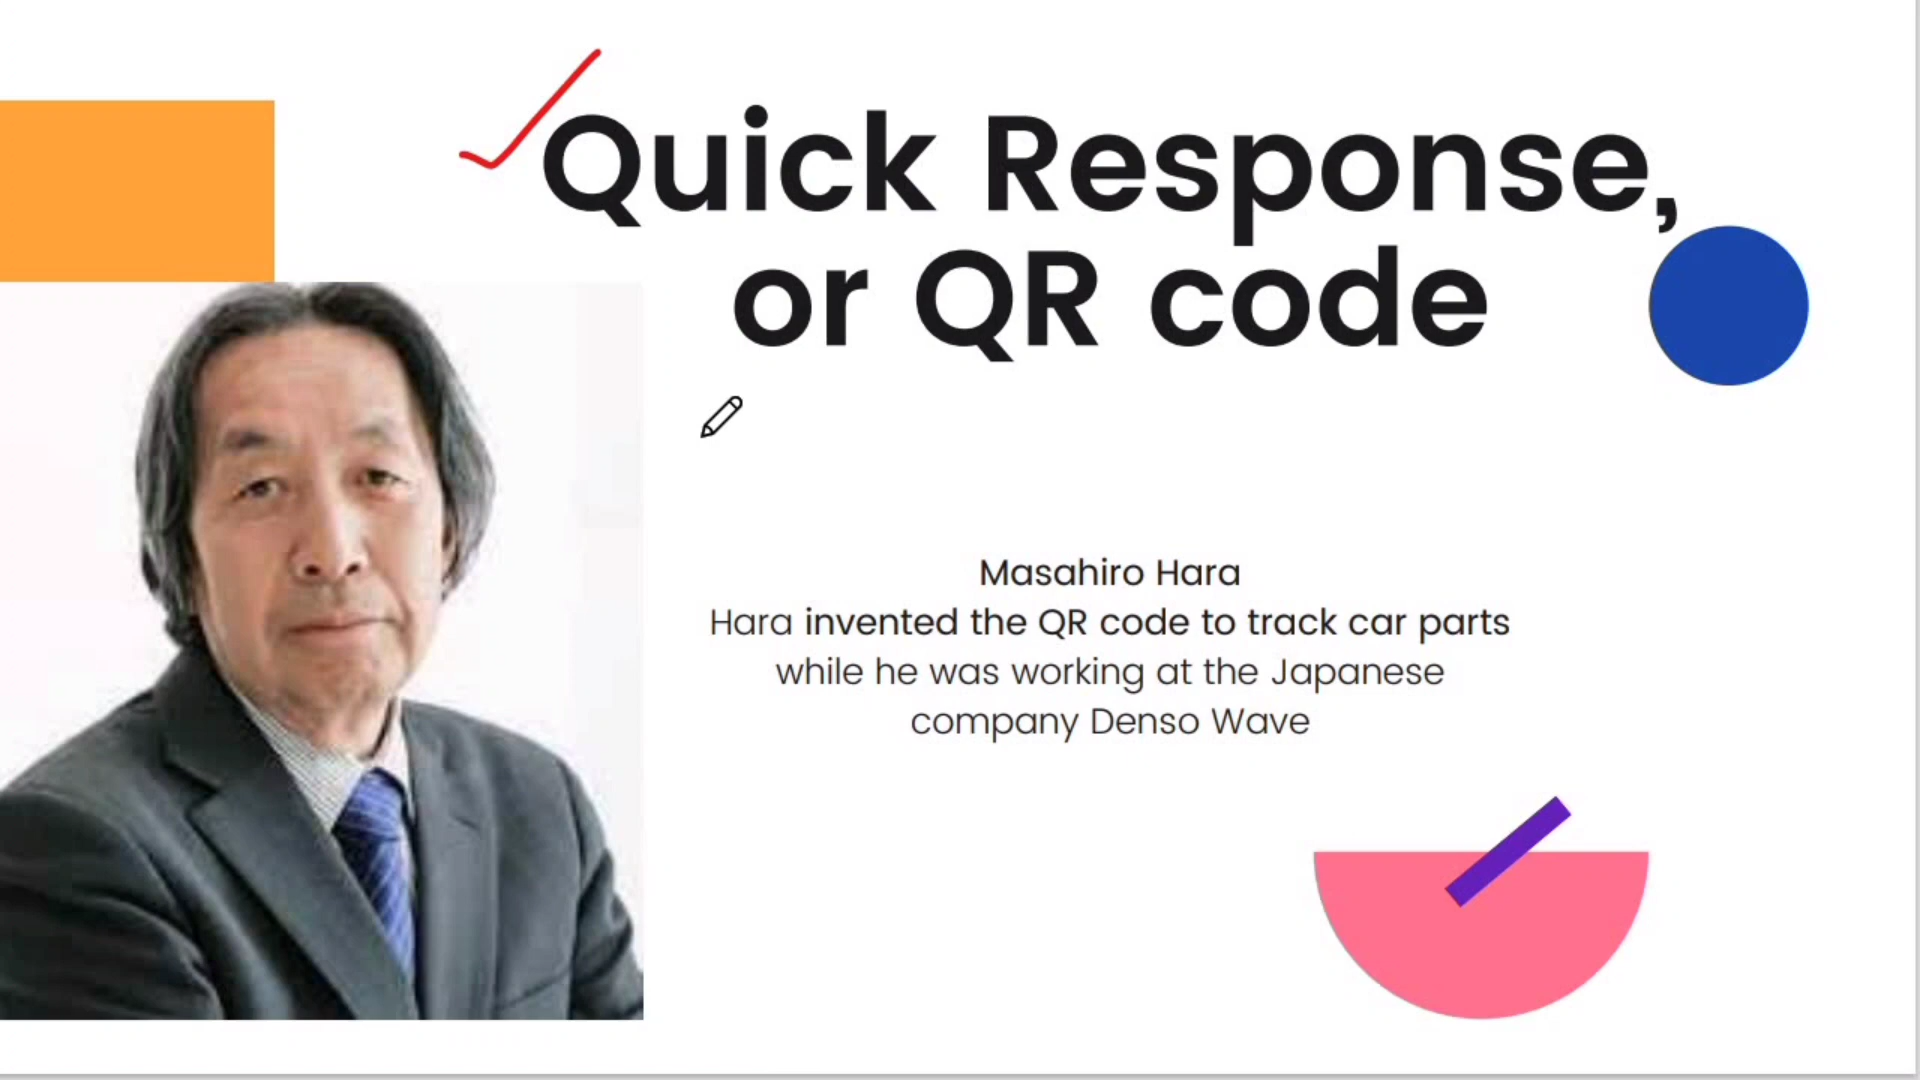 Quick Response,
or QR code
Masahiro Hara
Hara invented the QR code to track car parts
while he was working at the Japanese
company Denso Wave